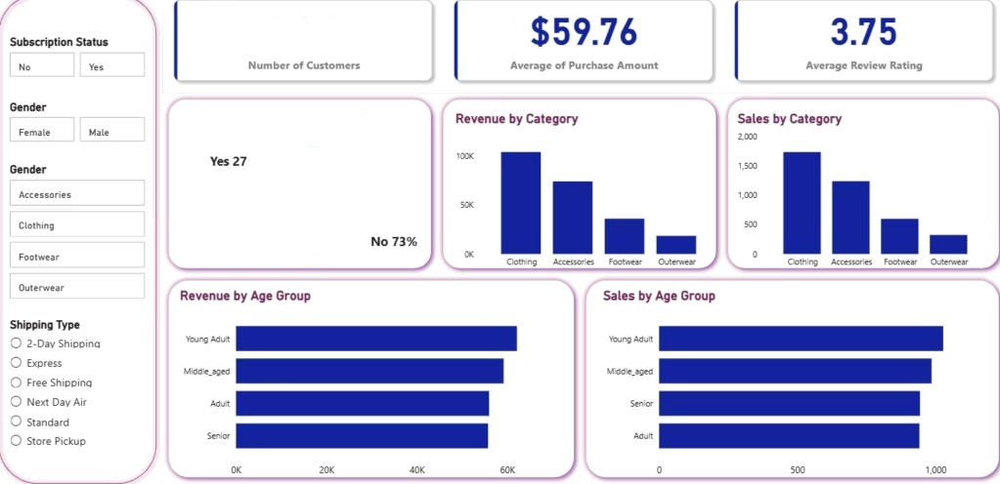 Subscription Status
No Yes
Gender
Female Male
Gender
Accessories
Clothing
Footwear
Outerwear
Shipping Type
2-Day Shipping
Express
Free Shipping
Next Day Air
Standard
Store Pickup
Number of Customers
$59.76
Average of Purchase Amount
3.75
Average Review Rating
Yes 27
No 73%
Revenue by Category
100K
50K
0K
Clothing Accessories Footwear Outerwear
Sales by Category
2,000
1,500
1,000
500
0
Clothing Accessories Footwear Outerwear
Revenue by Age Group
Young Adult
Middle_aged
Adult
Senior
0K 20K 40K 60K
Sales by Age Group
Young Adult
Middle_aged
Senior
Adult
0 500 1,000